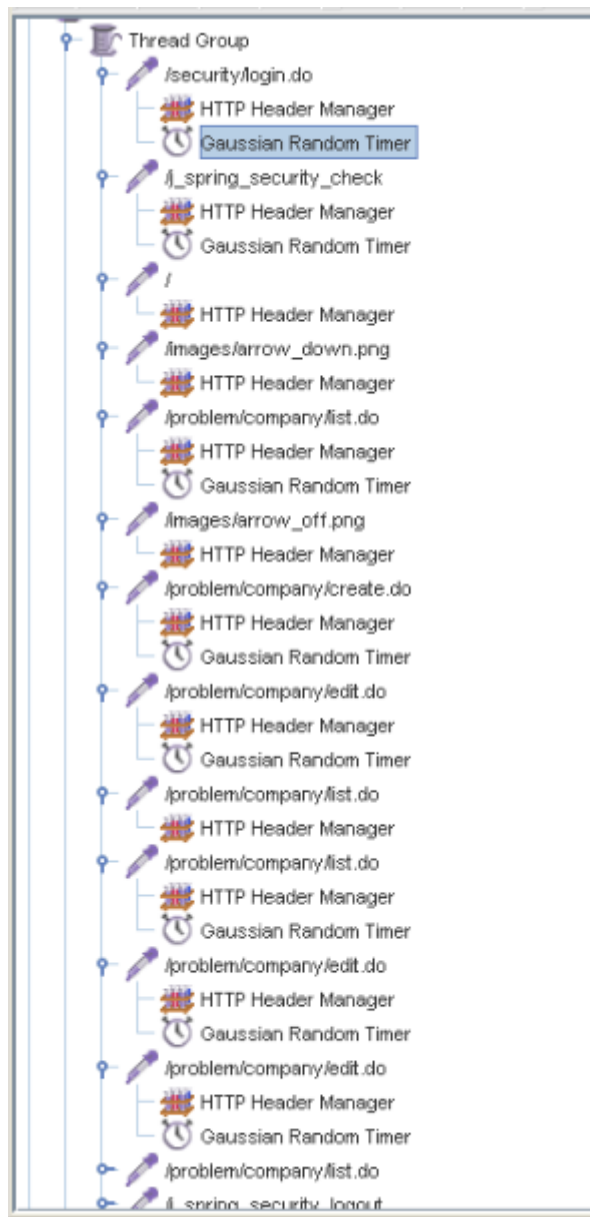 Thread Group
/security/login.do
HTTP Header Manager
Gaussian Random Timer
/j_spring_security_check
HTTP Header Manager
Gaussian Random Timer
/
HTTP Header Manager
/images/arrow_down.png
HTTP Header Manager
/problem/company/list.do
HTTP Header Manager
Gaussian Random Timer
/images/arrow_off.png
HTTP Header Manager
/problem/company/create.do
HTTP Header Manager
Gaussian Random Timer
/problem/company/edit.do
HTTP Header Manager
Gaussian Random Timer
/problem/company/list.do
HTTP Header Manager
/problem/company/list.do
HTTP Header Manager
Gaussian Random Timer
/problem/company/edit.do
HTTP Header Manager
Gaussian Random Timer
/problem/company/edit.do
HTTP Header Manager
Gaussian Random Timer
/problem/company/list.do
/j_spring_security_logout